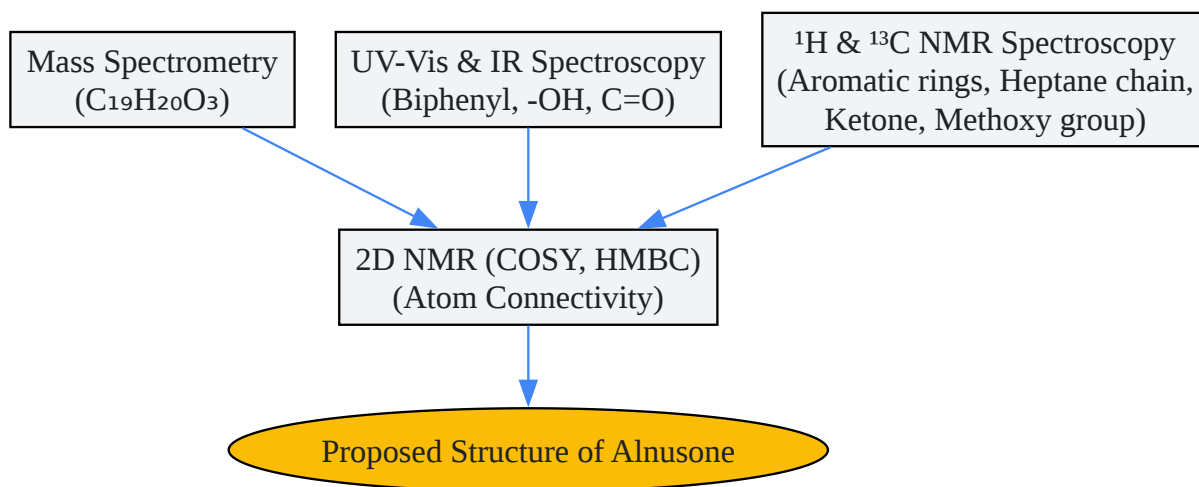 Mass Spectrometry
(C₁₉H₂₀O₃)
UV-Vis & IR Spectroscopy
(Biphenyl, -OH, C=O)
¹H & ¹³C NMR Spectroscopy
(Aromatic rings, Heptane chain,
Ketone, Methoxy group)
2D NMR (COSY, HMBC)
(Atom Connectivity)
Proposed Structure of Alnusone